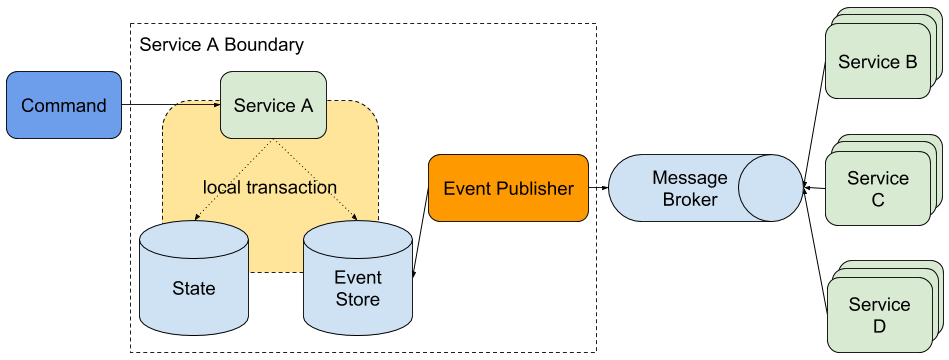 Service A Boundary
Command
Service A
local transaction
State
Event
Store
Event Publisher
Message
Broker
Service B
Service
C
Service
D